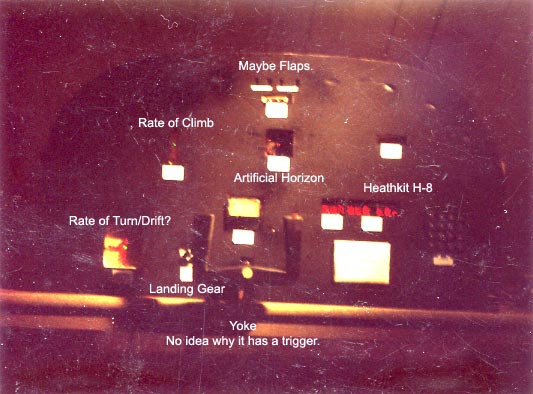 Maybe Flaps.
Rate of Climb
Artificial Horizon
Heathkit H-8
Rate of Turn/Drift?
Landing Gear
Yoke
No idea why it has a trigger.